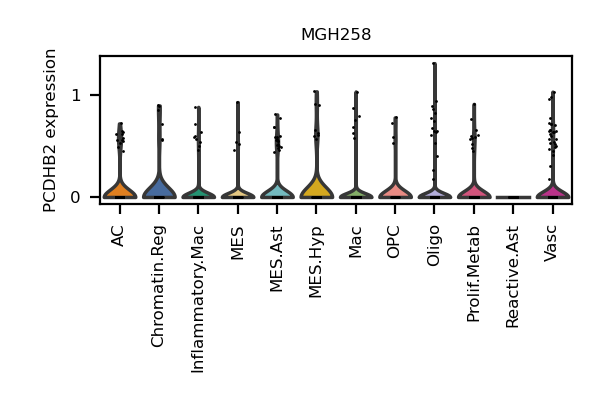 MGH258
PCDHB2 expression
1
0
AC
Chromatin.Reg
Inflammatory.Mac
MES
MES.Ast
MES.Hyp
Mac
OPC
Oligo
Prolif.Metab
Reactive.Ast
Vasc